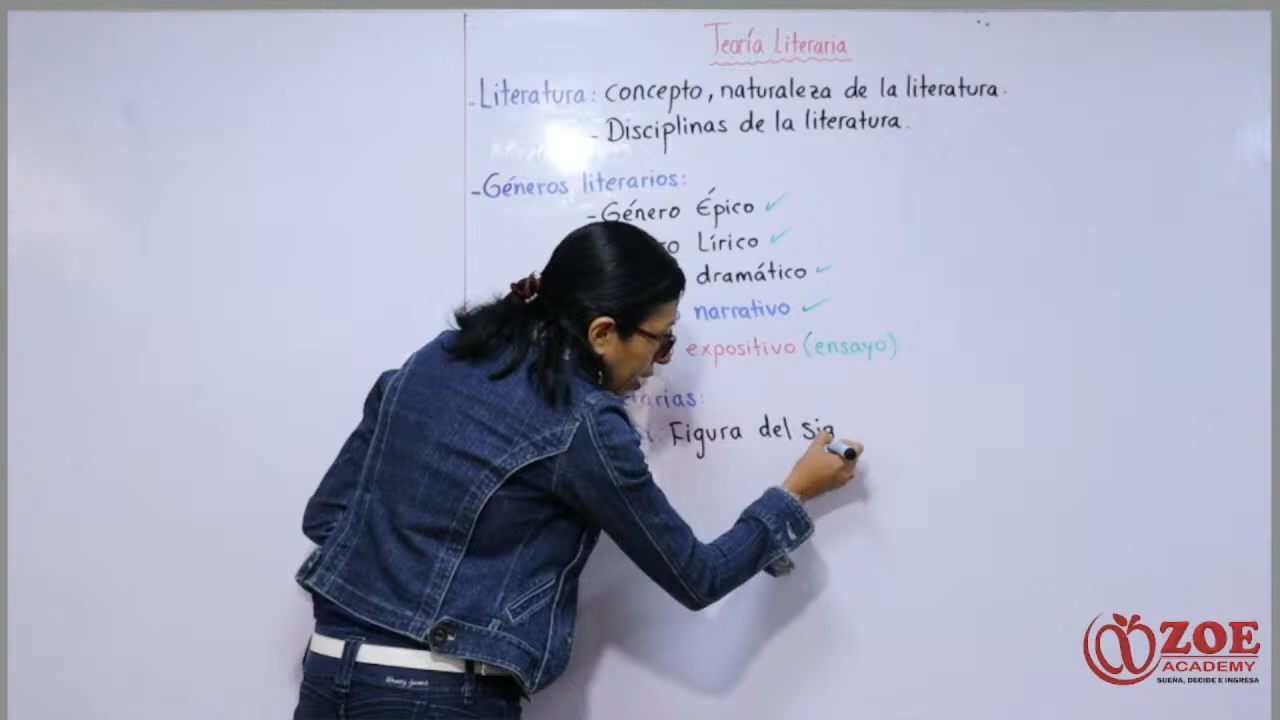 Teoría Literaria
- Literatura: concepto, naturaleza de la literatura.
- Disciplinas de la literatura.
- Géneros literarios:
- Género Épico ✓
Lírico ✓
dramático ✓
narrativo ✓
expositivo (ensayo)
Figura del sig
ZOE
ACADEMY
SUEÑA, DECIDE E INGRESA